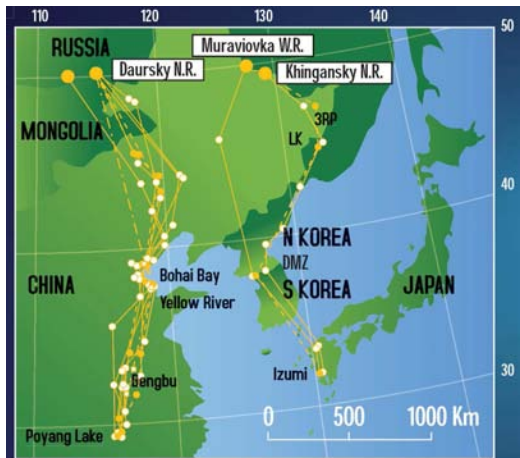 110
120
130
140
50
RUSSIA
Muraviovka W.R.
Daursky N.R.
Khingansky N.R.
3RP
MONGOLIA
LK
40
N KOREA
DMZ
CHINA
Bohai Bay
S KOREA
JAPAN
Yellow River
30
Gengbu
Izumi
Poyang Lake
0 500 1000 Km